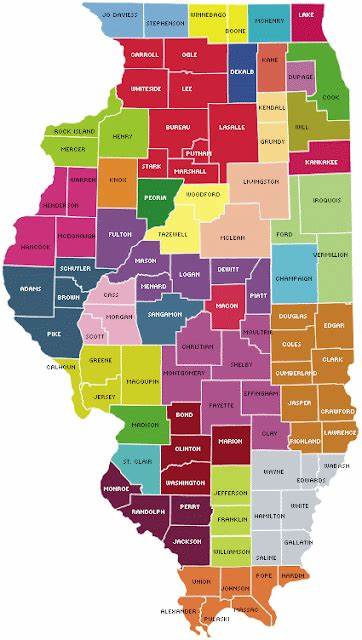 JO DAVIESS
STEPHENSON
WINNEBAGO
BOONE
MCHENRY
LAKE
CARROLL
OGLE
DEKALB
KANE
DUPAGE
COOK
WHITESIDE
LEE
KENDALL
WILL
ROCK ISLAND
HENRY
BUREAU
LASALLE
GRUNDY
MERCER
PUTNAM
KANKAKEE
STARK
MARSHALL
WARREN
KNOX
HENDERSON
PEORIA
WOODFORD
LIVINGSTON
IROQUOIS
HANCOCK
MCDONOUGH
FULTON
TAZEWELL
MCLEAN
FORD
VERMILLION
MASON
SCHUYLER
LOGAN
DEWITT
CHAMPAIGN
ADAMS
BROWN
CASS
MENARD
PIATT
MORGAN
SANGAMON
MACON
DOUGLAS
EDGAR
PIKE
SCOTT
MOULTRIE
COLES
CHRISTIAN
CLARK
CALHOUN
GREENE
MACOUPIN
MONTGOMERY
SHELBY
CUMBERLAND
JERSEY
FAYETTE
EFFINGHAM
JASPER
CRAWFORD
MADISON
BOND
CLAY
RICHLAND
LAWRENCE
CLINTON
MARION
ST. CLAIR
WAYNE
EDWARDS
WABASH
MONROE
WASHINGTON
JEFFERSON
RANDOLPH
PERRY
HAMILTON
WHITE
FRANKLIN
JACKSON
WILLIAMSON
SALINE
GALLATIN
UNION
JOHNSON
POPE
HARDIN
ALEXANDER
PULASKI
MASSAC